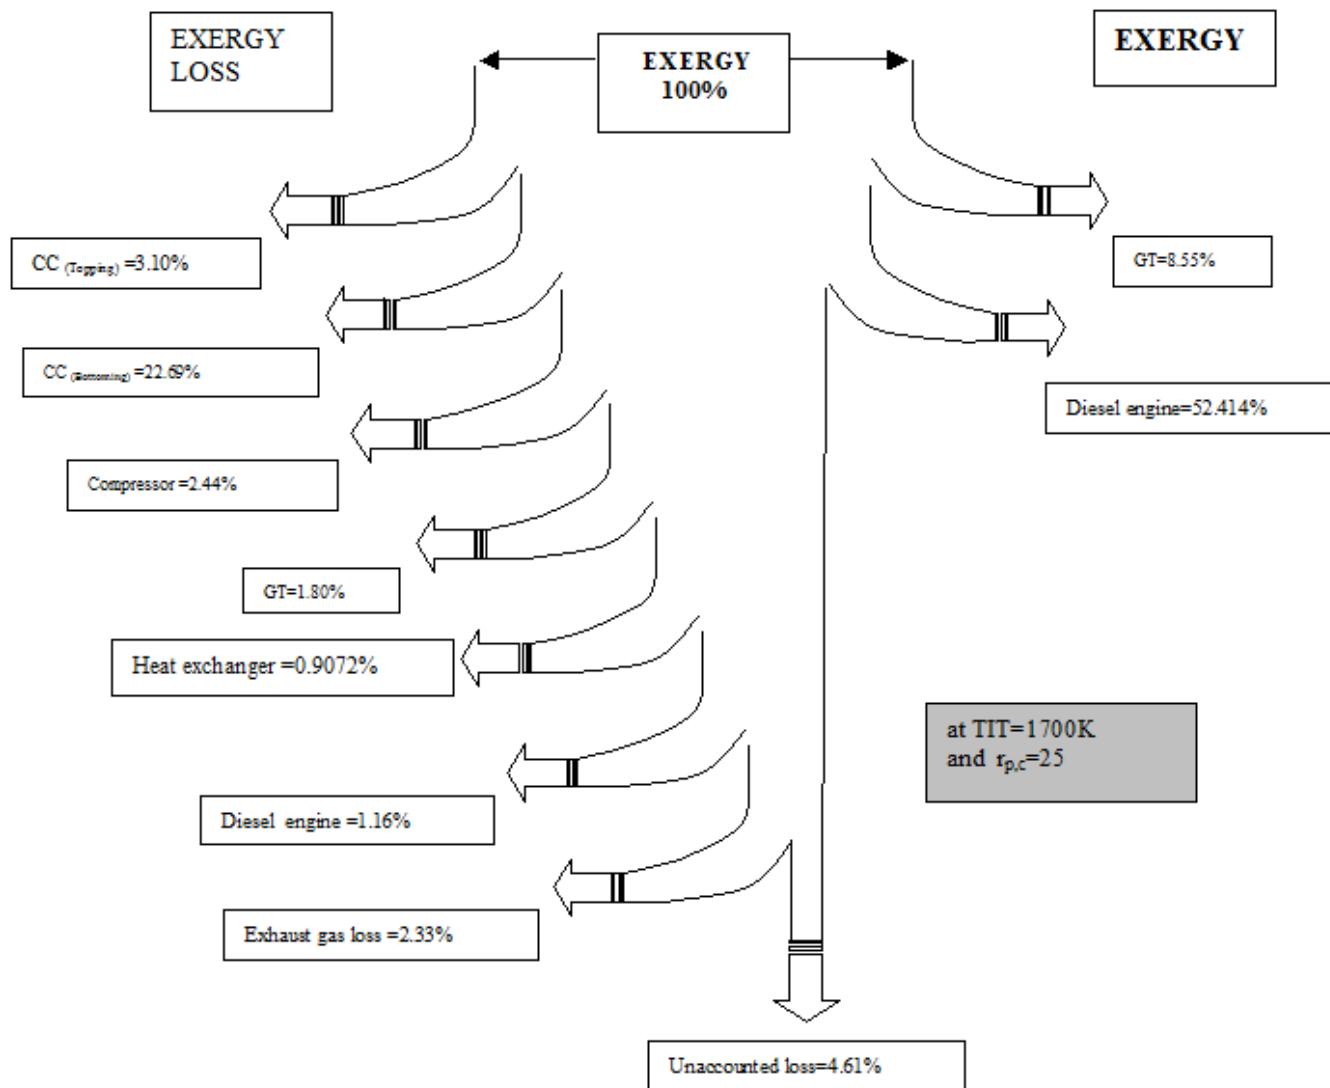 EXERGY
LOSS
EXERGY
100%
EXERGY
CC (Topping) =3.10%
GT=8.55%
CC (Bottoming) =22.69%
Diesel engine=52.414%
Compressor =2.44%
GT=1.80%
Heat exchanger =0.9072%
at TIT=1700K
and rp,c=25
Diesel engine =1.16%
Exhaust gas loss =2.33%
Unaccounted loss=4.61%